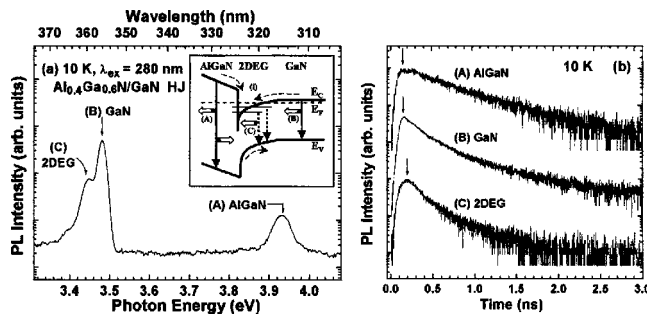 Wavelength (nm)
370 360 350 340 330 320 310
PL Intensity (arb. units)
(a) 10 K, λex = 280 nm
Al0.4Ga0.6N/GaN HJ
(B) GaN
(C)
2DEG
(A) AlGaN
AlGaN 2DEG GaN
(I)
EC
EF
(A)
(C)
(B)
EV
3.4 3.5 3.6 3.7 3.8 3.9 4.0
Photon Energy (eV)
PL Intensity (arb. units)
10 K (b)
(A) AlGaN
(B) GaN
(C) 2DEG
0.0 0.5 1.0 1.5 2.0 2.5 3.0
Time (ns)